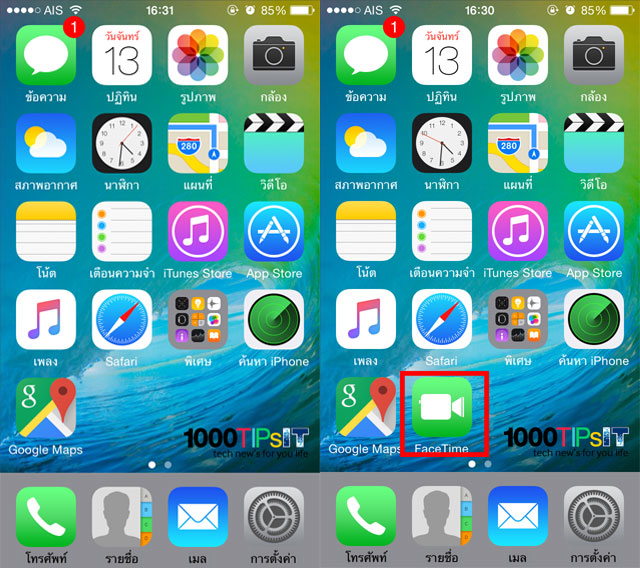 AIS 16:31 85%
1
วันจันทร์
13
ข้อความ ปฏิทิน รูปภาพ กล้อง
280
สภาพอากาศ นาฬิกา แผนที่ วิดีโอ
โน้ต เตือนความจำ iTunes Store App Store
เพลง Safari พิเศษ ค้นหา iPhone
g
Google Maps
1000TIPsIT
tech new's for you life
โทรศัพท์ รายชื่อ เมล การตั้งค่า
AIS 16:30 85%
1
วันจันทร์
13
ข้อความ ปฏิทิน รูปภาพ กล้อง
280
สภาพอากาศ นาฬิกา แผนที่ วิดีโอ
โน้ต เตือนความจำ iTunes Store App Store
เพลง Safari พิเศษ ค้นหา iPhone
g
Google Maps FaceTime
1000TIPsIT
tech new's for you life
โทรศัพท์ รายชื่อ เมล การตั้งค่า